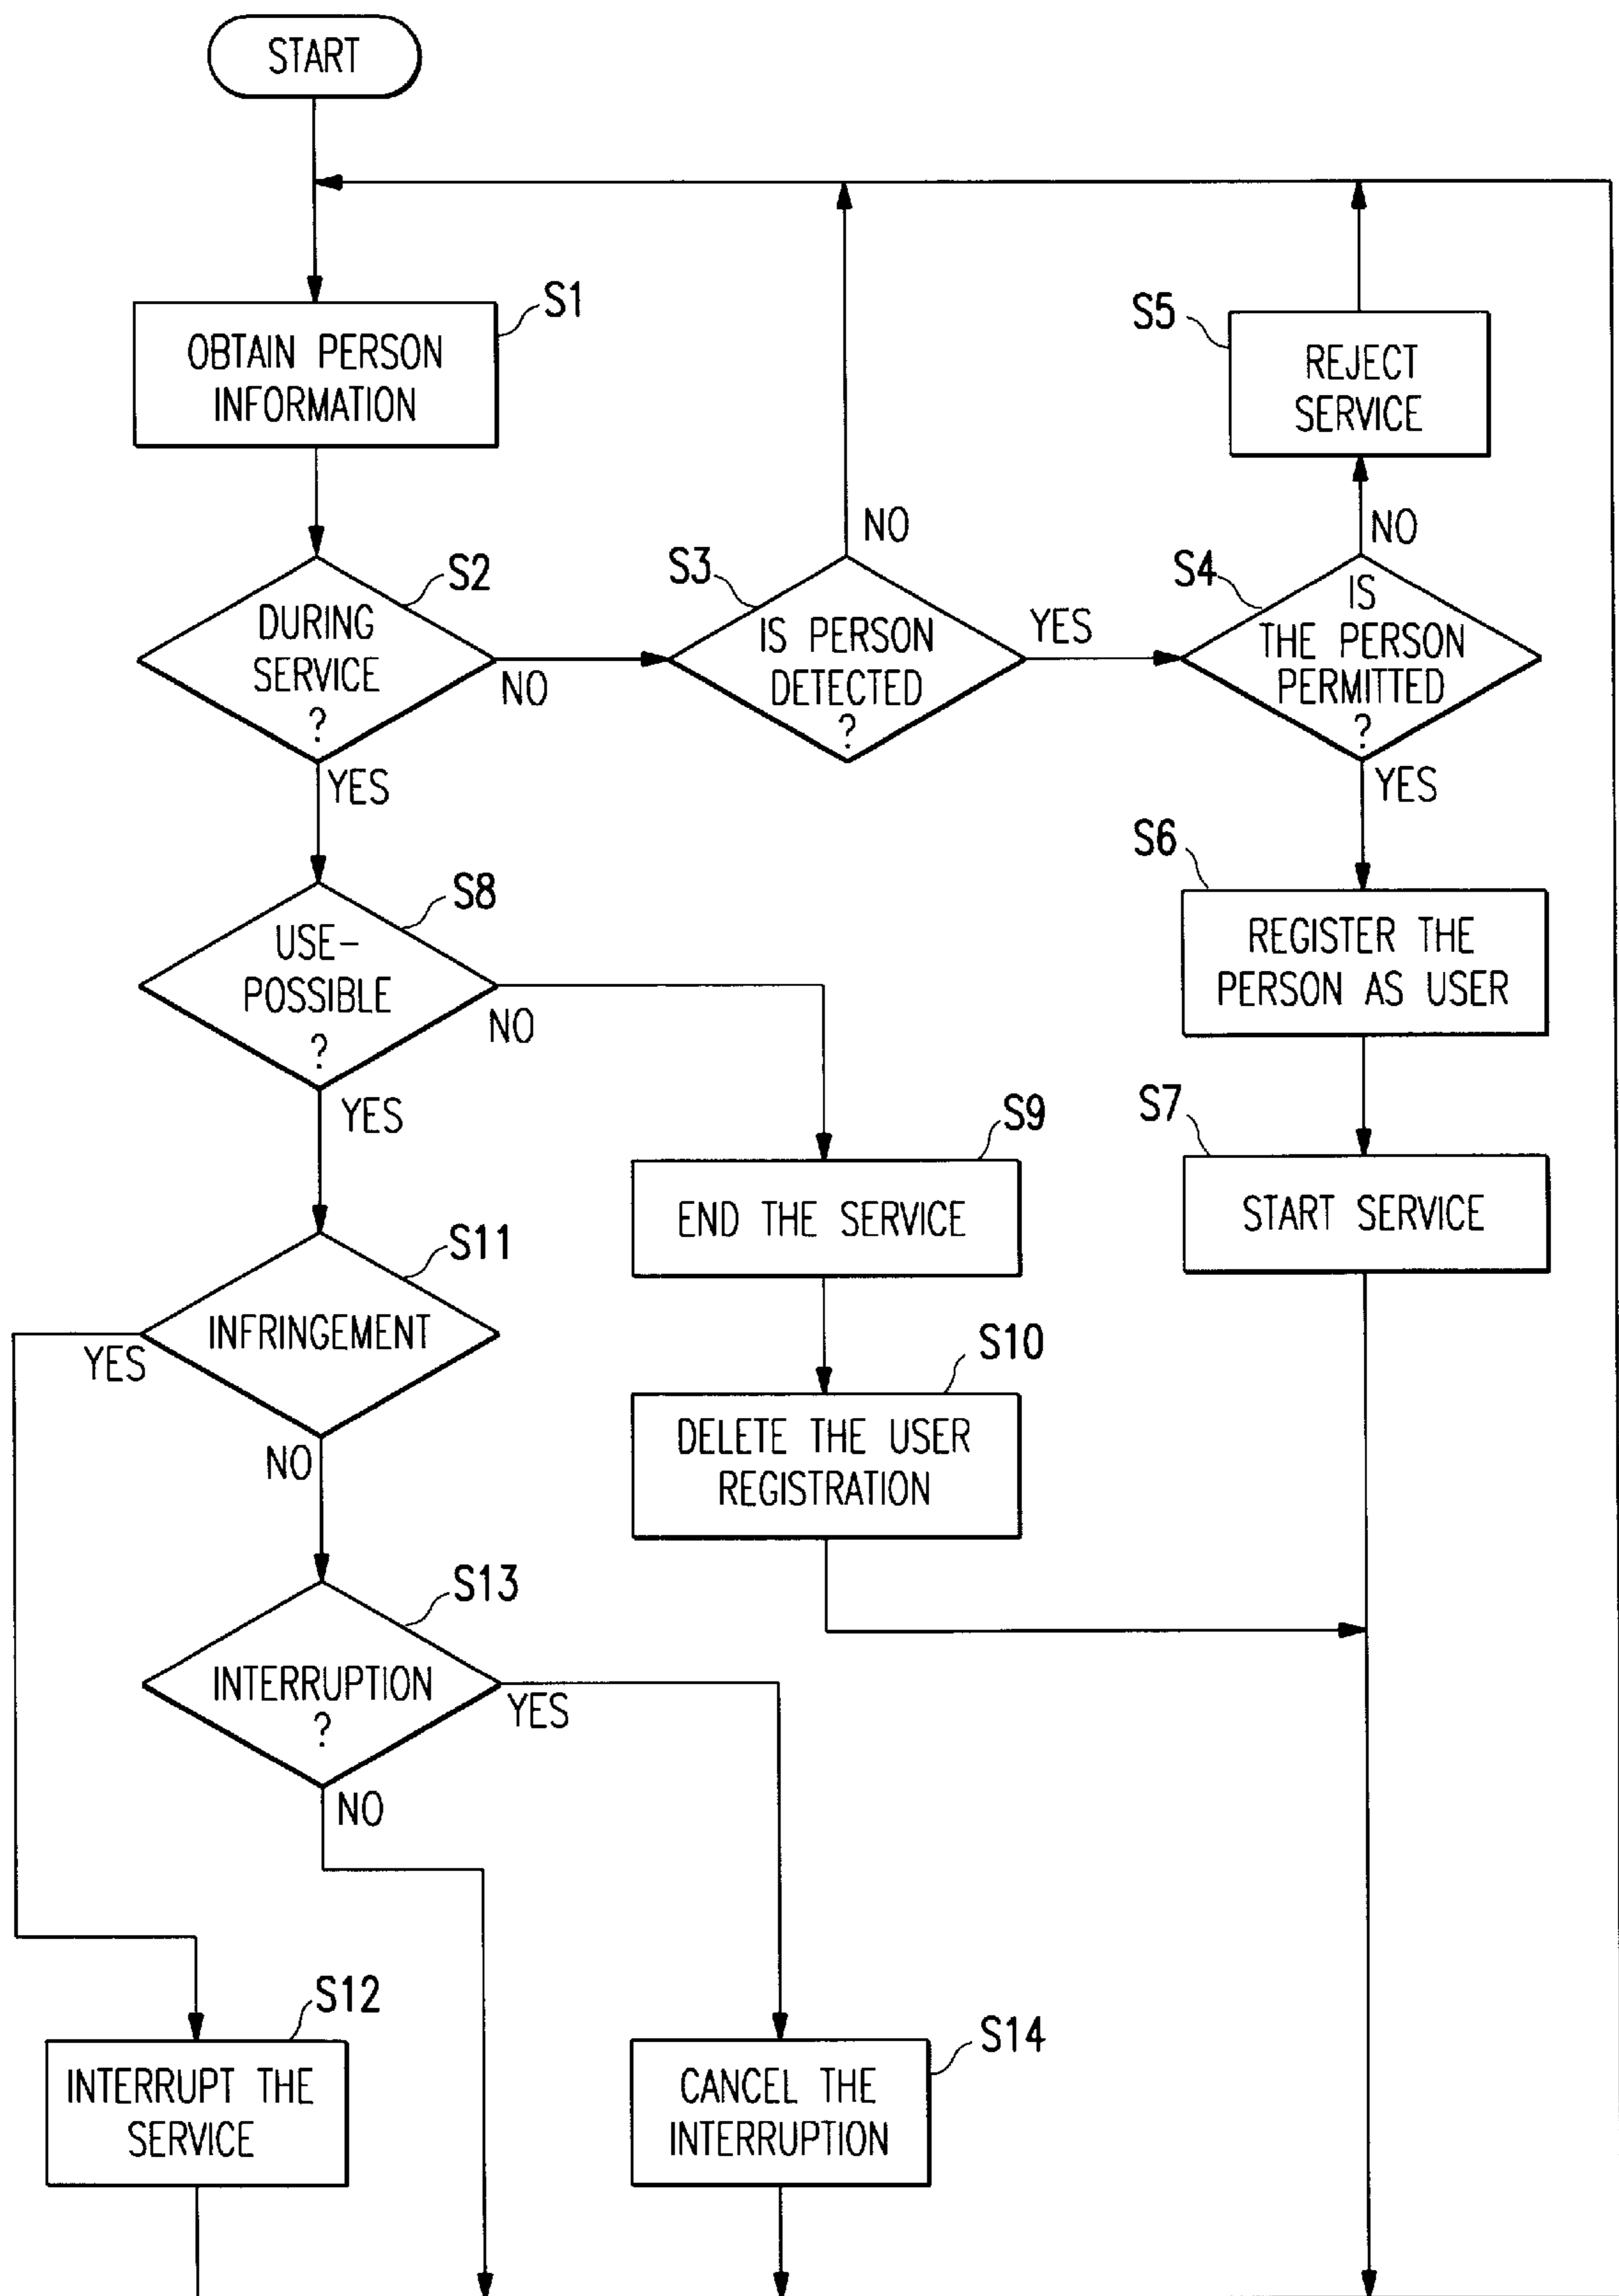 START
S1
OBTAIN PERSON
INFORMATION
S5
REJECT
SERVICE
S2
DURING
SERVICE
?
NO
YES
S3
IS PERSON
DETECTED
?
NO
YES
S4
IS
THE PERSON
PERMITTED
?
NO
YES
S6
REGISTER THE
PERSON AS USER
S7
START SERVICE
S8
USE-
POSSIBLE
?
NO
YES
S9
END THE SERVICE
S10
DELETE THE USER
REGISTRATION
S11
INFRINGEMENT
YES
NO
S13
INTERRUPTION
?
YES
NO
S12
INTERRUPT THE
SERVICE
S14
CANCEL THE
INTERRUPTION